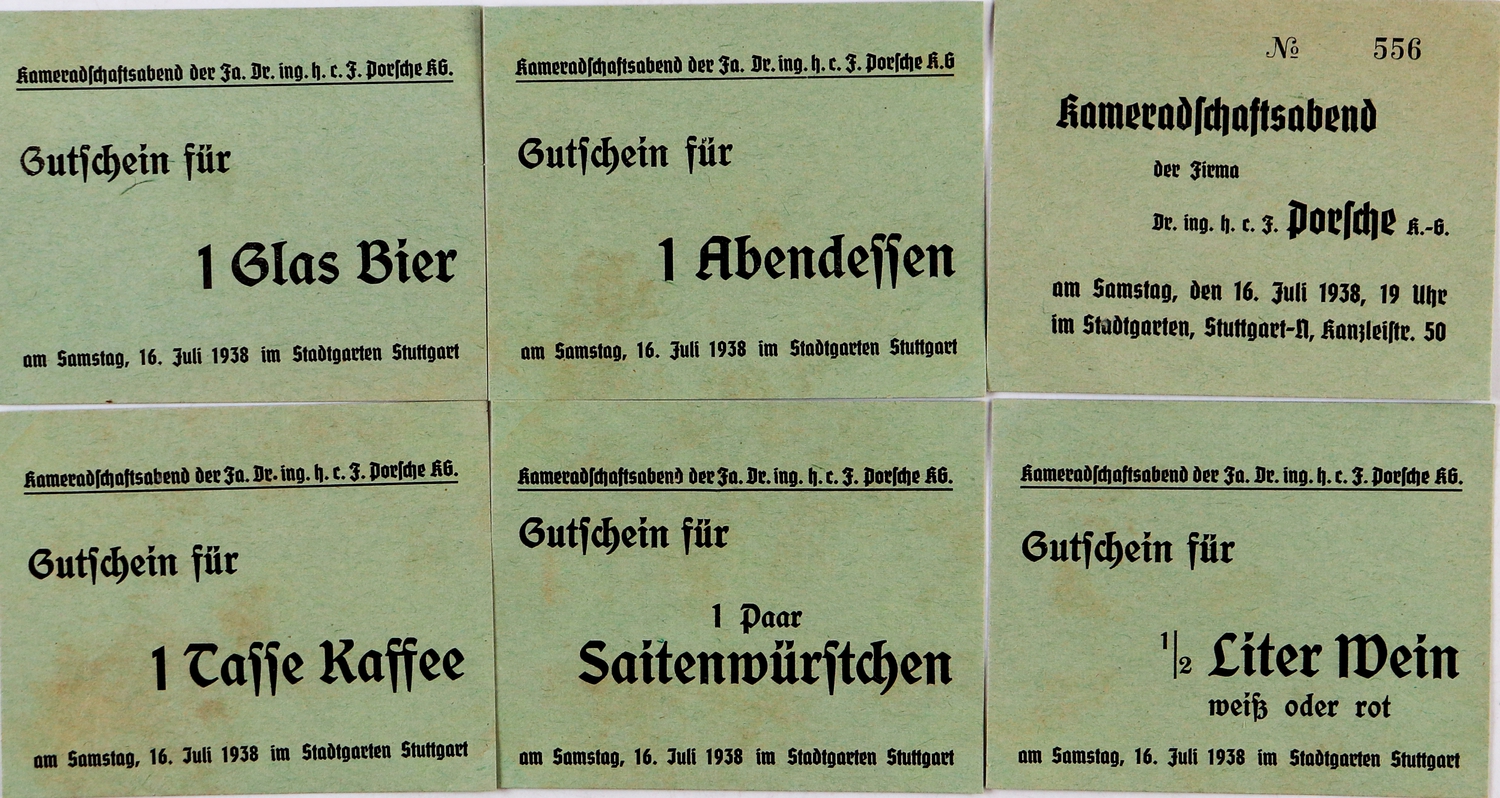 Kameradschaftsabend der Fa. Dr. ing. h. c. F. Porsche KG.
Gutschein für
1 Glas Bier
am Samstag, 16. Juli 1938 im Stadtgarten Stuttgart
Kameradschaftsabend der Fa. Dr. ing. h. c. F. Porsche K.G
Gutschein für
1 Abendessen
am Samstag, 16. Juli 1938 im Stadtgarten Stuttgart
№ 556
Kameradschaftsabend
der Firma
Dr. ing. h. c. F. Porsche K.-G.
am Samstag, den 16. Juli 1938, 19 Uhr
im Stadtgarten, Stuttgart-N, Kanzleistr. 50
Kameradschaftsabend der Fa. Dr. ing. h. c. F. Porsche KG.
Gutschein für
1 Tasse Kaffee
am Samstag, 16. Juli 1938 im Stadtgarten Stuttgart
Kameradschaftsabend der Fa. Dr. ing. h. c. F. Porsche KG.
Gutschein für
1 Paar
Saitenwürstchen
am Samstag, 16. Juli 1938 im Stadtgarten Stuttgart
Kameradschaftsabend der Fa. Dr. ing. h. c. F. Porsche KG.
Gutschein für
1/2 Liter Wein
weiß oder rot
am Samstag, 16. Juli 1938 im Stadtgarten Stuttgart